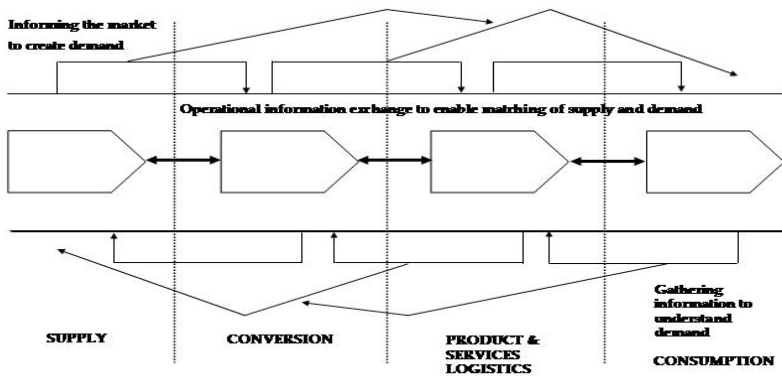 Informing the market
to create demand
Operational information exchange to enable matching of supply and demand
Gathering
information to
understand
demand
SUPPLY
CONVERSION
PRODUCT &
SERVICES
LOGISTICS
CONSUMPTION